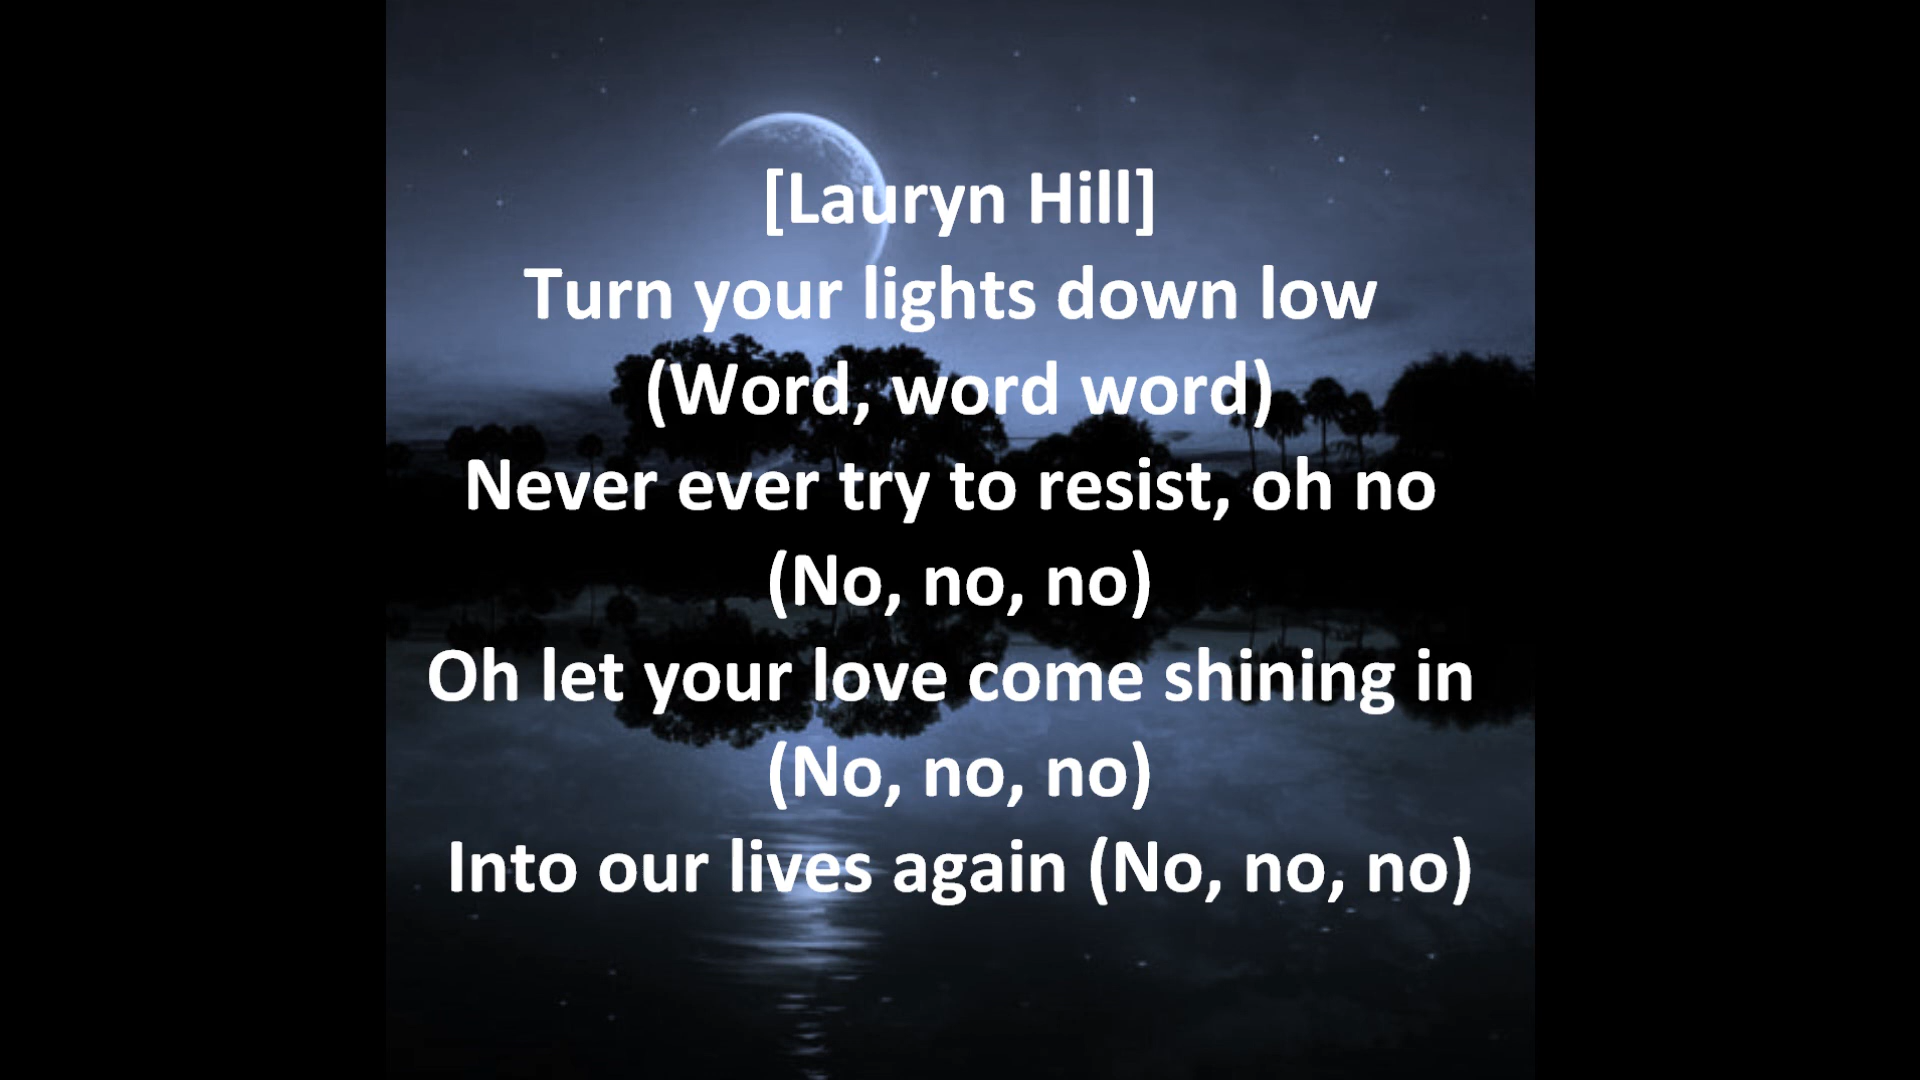 [Lauryn Hill]
Turn your lights down low
(Word, word word)
Never ever try to resist, oh no
(No, no, no)
Oh let your love come shining in
(No, no, no)
Into our lives again (No, no, no)